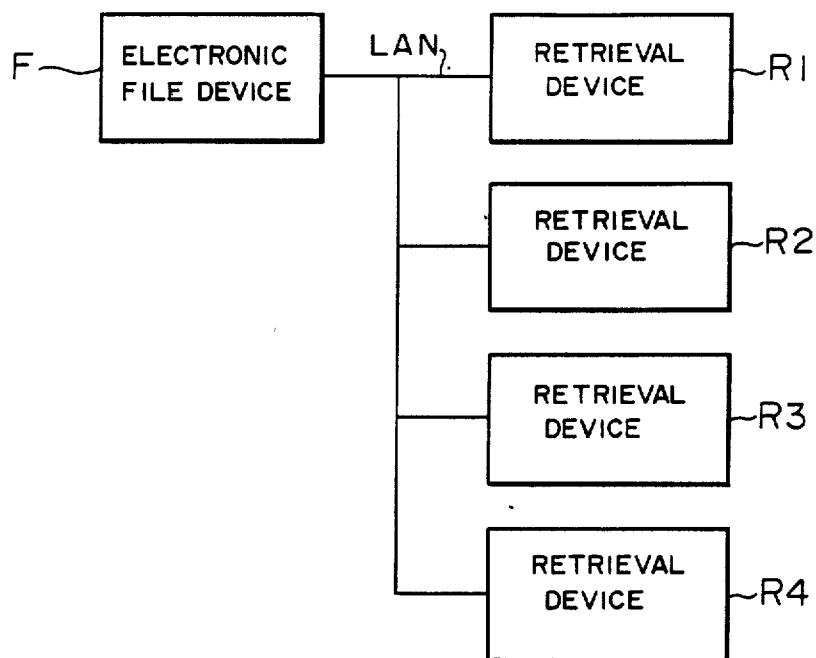 F
ELECTRONIC
FILE DEVICE
LAN
RETRIEVAL
DEVICE
R1
RETRIEVAL
DEVICE
R2
RETRIEVAL
DEVICE
R3
RETRIEVAL
DEVICE
R4